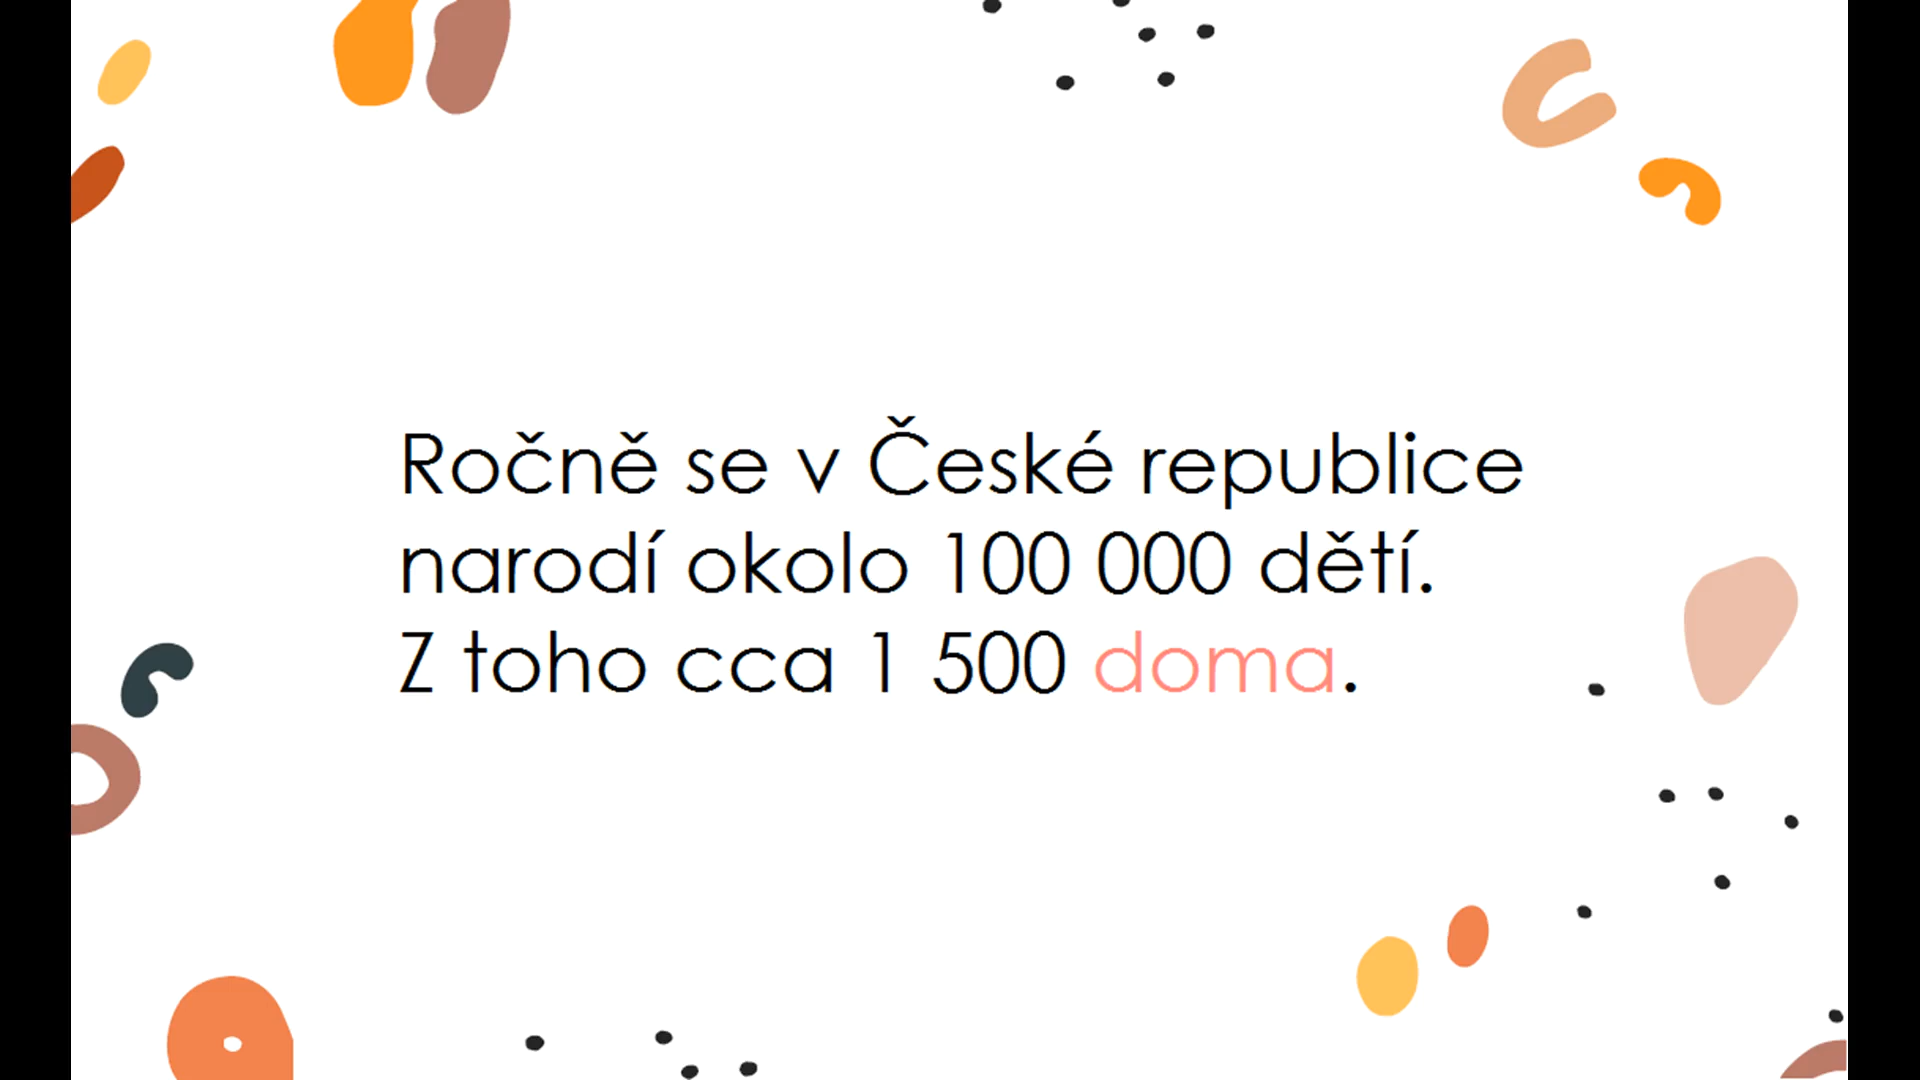 Ročně se v České republice
narodí okolo 100 000 dětí.
Z toho cca 1 500 doma.